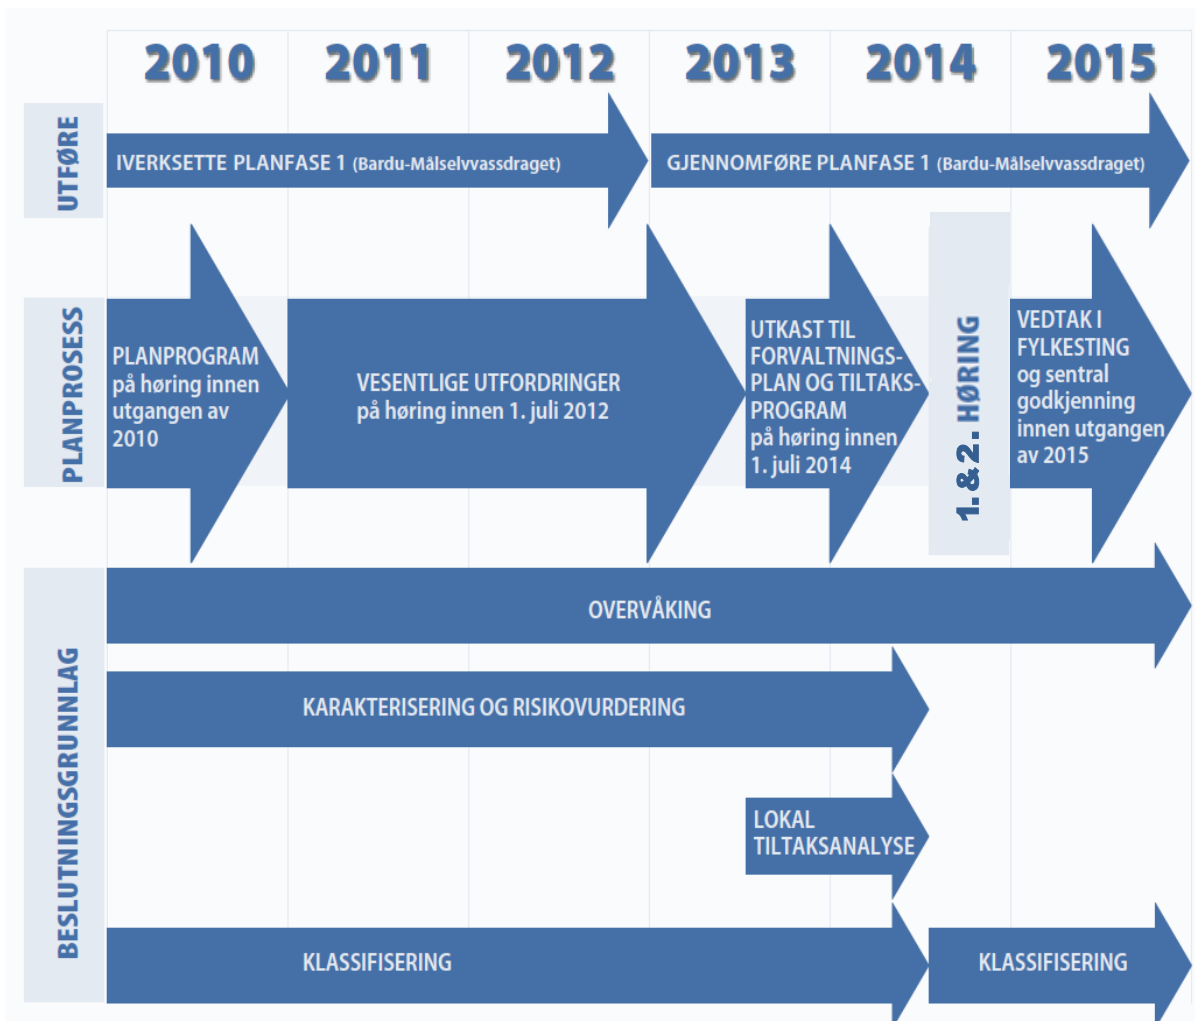 2010 2011 2012 2013 2014 2015
UTFØRE
IVERKSETTE PLANFASE 1 (Bardu-Målselvvassdraget)
GJENNOMFØRE PLANFASE 1 (Bardu-Målselvvassdraget)
PLANPROSESS
PLANPROGRAM
på høring innen
utgangen av
2010
VESENTLIGE UTFORDRINGER
på høring innen 1. juli 2012
UTKAST TIL
FORVALTNINGS-
PLAN OG TILTAKS-
PROGRAM
på høring innen
1. juli 2014
1. & 2. HØRING
VEDTAK I
FYLKESTING
og sentral
godkjenning
innen utgangen
av 2015
BESLUTNINGSGRUNNLAG
OVERVÅKING
KARAKTERISERING OG RISIKOVURDERING
LOKAL
TILTAKSANALYSE
KLASSIFISERING
KLASSIFISERING